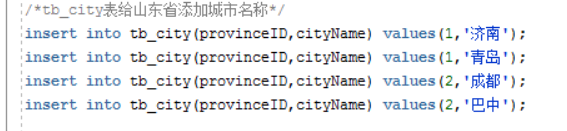 /*tb_city表给山东省添加城市名称*/
insert into tb_city(provinceID,cityName) values(1,'济南');
insert into tb_city(provinceID,cityName) values(1,'青岛');
insert into tb_city(provinceID,cityName) values(2,'成都');
insert into tb_city(provinceID,cityName) values(2,'巴中');